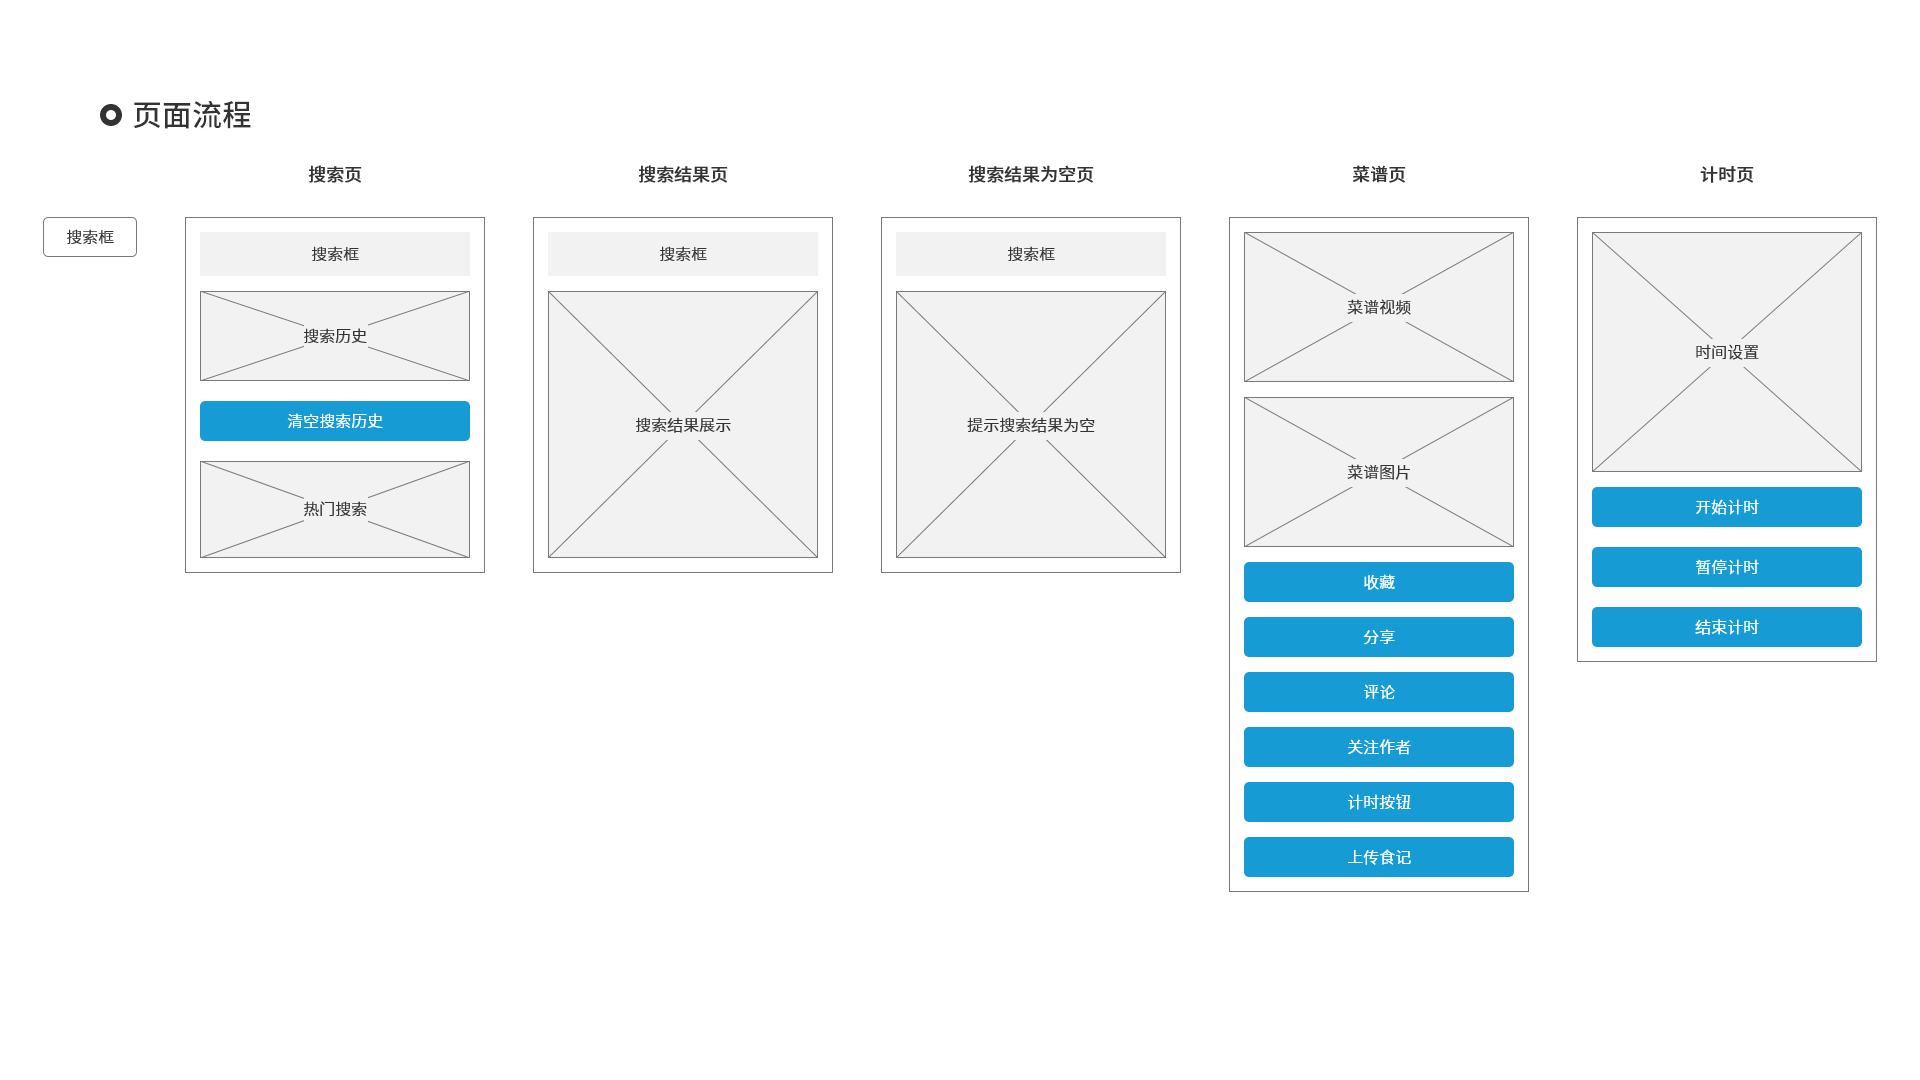 页面流程
搜索页
搜索结果页
搜索结果为空页
菜谱页
计时页
搜索框
搜索框
搜索历史
清空搜索历史
热门搜索
搜索框
搜索结果展示
搜索框
提示搜索结果为空
菜谱视频
菜谱图片
收藏
分享
评论
关注作者
计时按钮
上传食记
时间设置
开始计时
暂停计时
结束计时